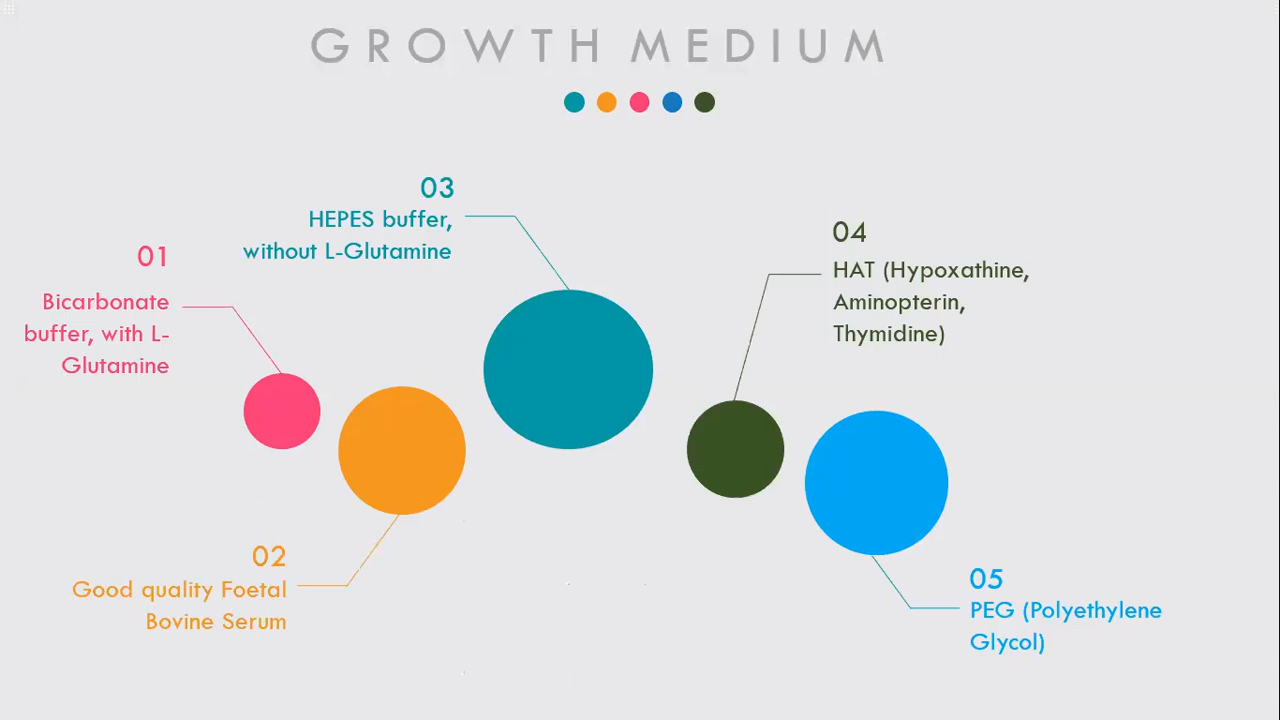 GROWTH MEDIUM
01
Bicarbonate
buffer, with L-
Glutamine
02
Good quality Foetal
Bovine Serum
03
HEPES buffer,
without L-Glutamine
04
HAT (Hypoxathine,
Aminopterin,
Thymidine)
05
PEG (Polyethylene
Glycol)